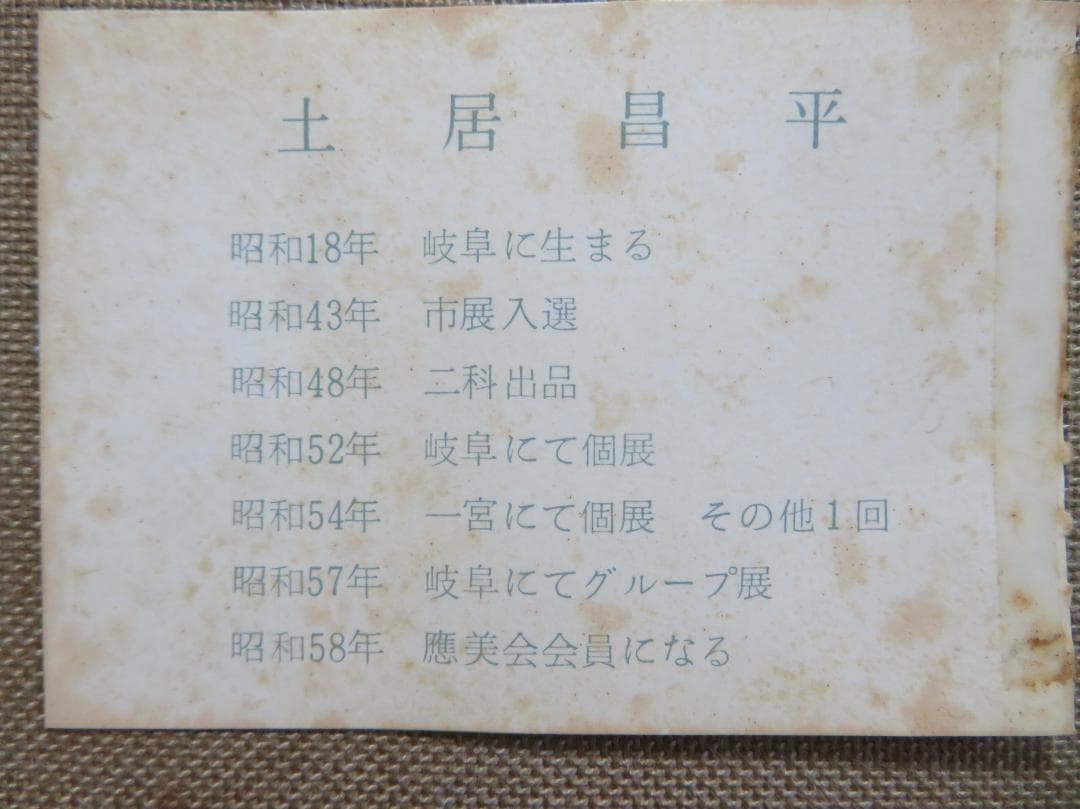 土居昌平
昭和18年 岐阜に生まる
昭和43年 市展入選
昭和48年 二科出品
昭和52年 岐阜にて個展
昭和54年 一宮にて個展 その他1回
昭和57年 岐阜にてグループ展
昭和58年 應美会会員になる